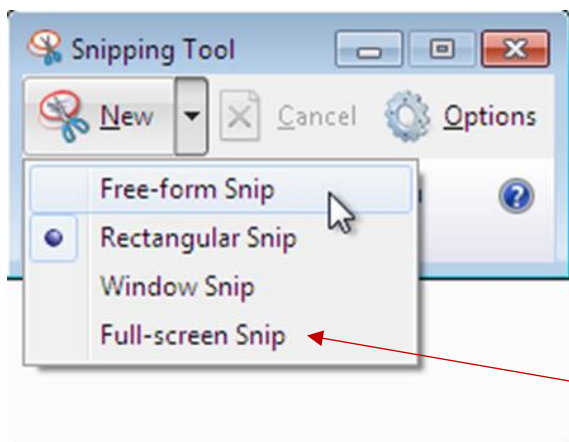 Snipping Tool
New Cancel Options
Free-form Snip
Rectangular Snip
Window Snip
Full-screen Snip